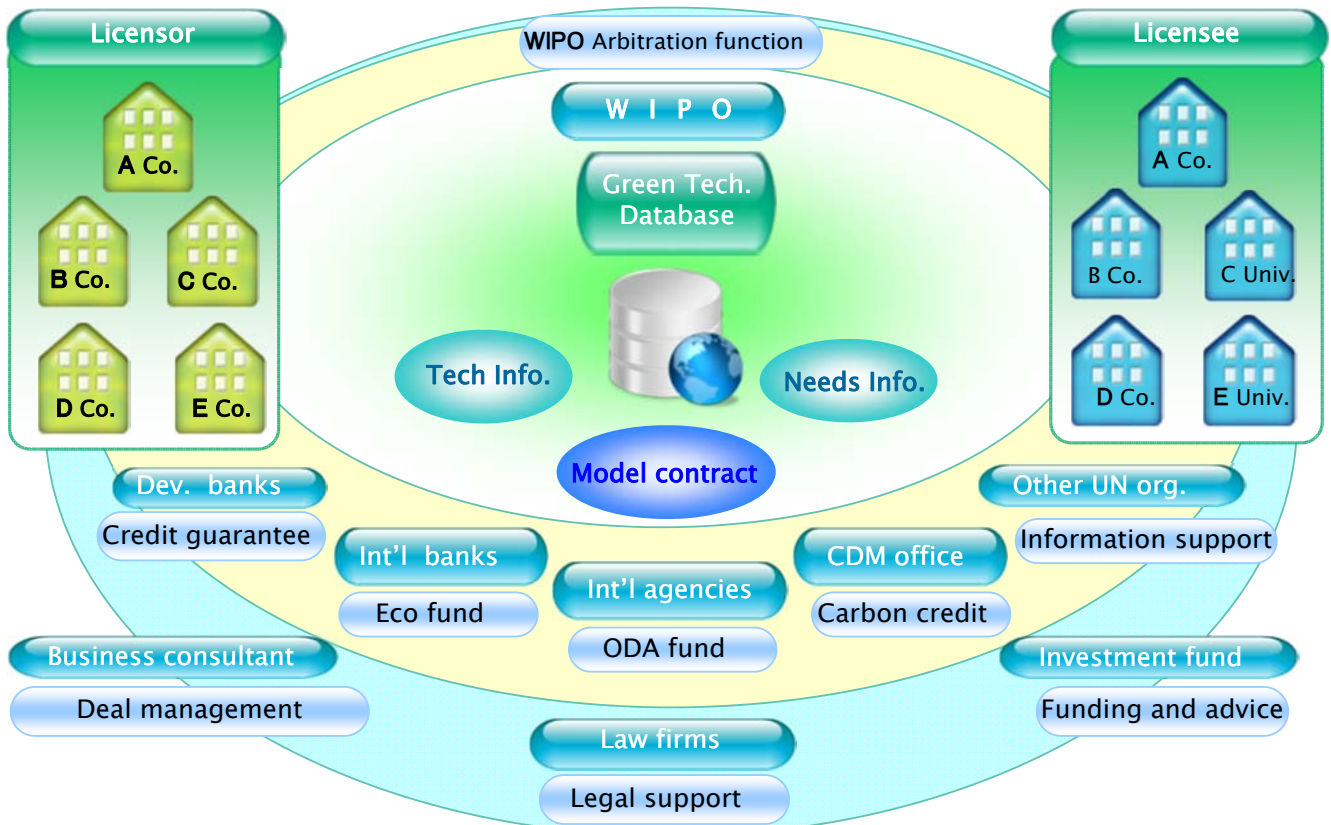 Licensor
WIPO Arbitration function
Licensee
W I P O
A Co.
A Co.
Green Tech.
Database
B Co.
C Co.
B Co.
C Univ.
Tech Info.
Needs Info.
D Co.
E Co.
D Co.
E Univ.
Model contract
Dev. banks
Other UN org.
Credit guarantee
Information support
Int'l banks
CDM office
Int'l agencies
Eco fund
Carbon credit
ODA fund
Business consultant
Investment fund
Deal management
Funding and advice
Law firms
Legal support